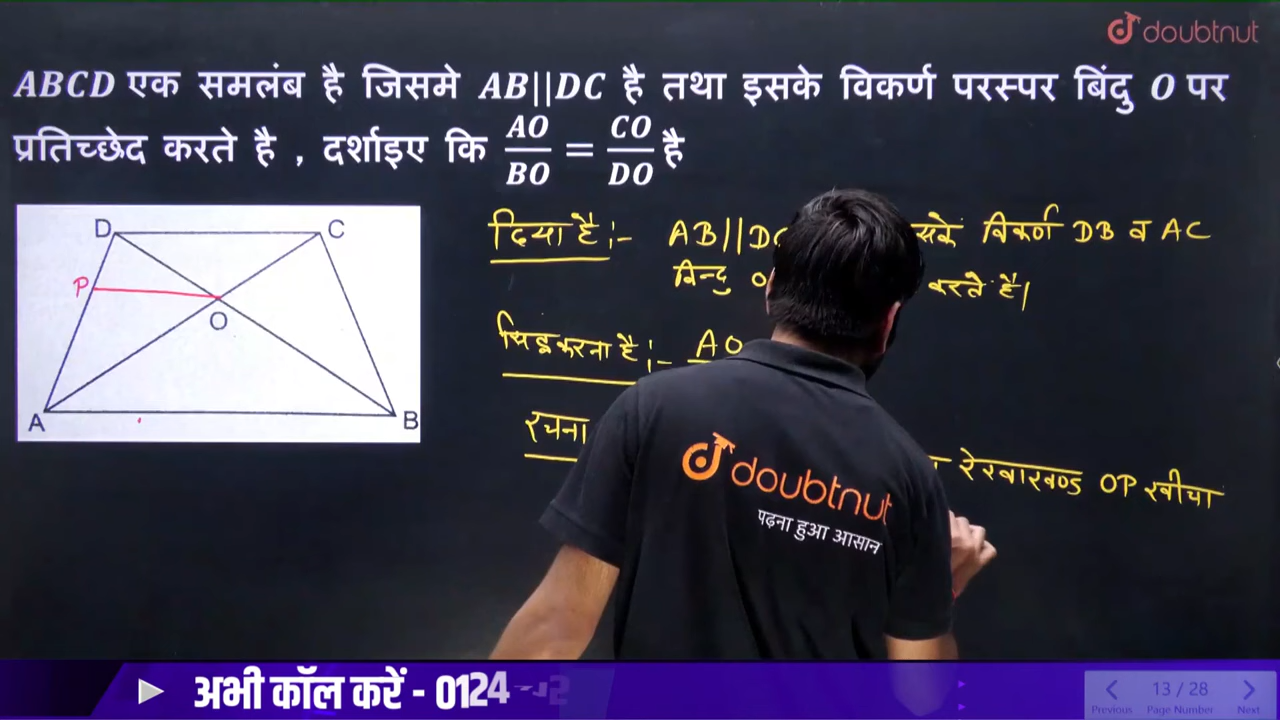 doubtnut
ABCD एक समलंब है जिसमे AB||DC है तथा इसके विकर्ण परस्पर बिंदु O पर
प्रतिच्छेद करते है , दर्शाइए कि AO/BO = CO/DO है
D C
P
O
A B
दिया है :- AB||DC विकर्ण DB व AC
बिन्दु O करते है।
सिद्ध करना है :- AO
रचना रेखाखण्ड OP खींचा
doubtnut
पढ़ना हुआ आसान
अभी कॉल करें - 0124
13 / 28
Previous Page Number Next